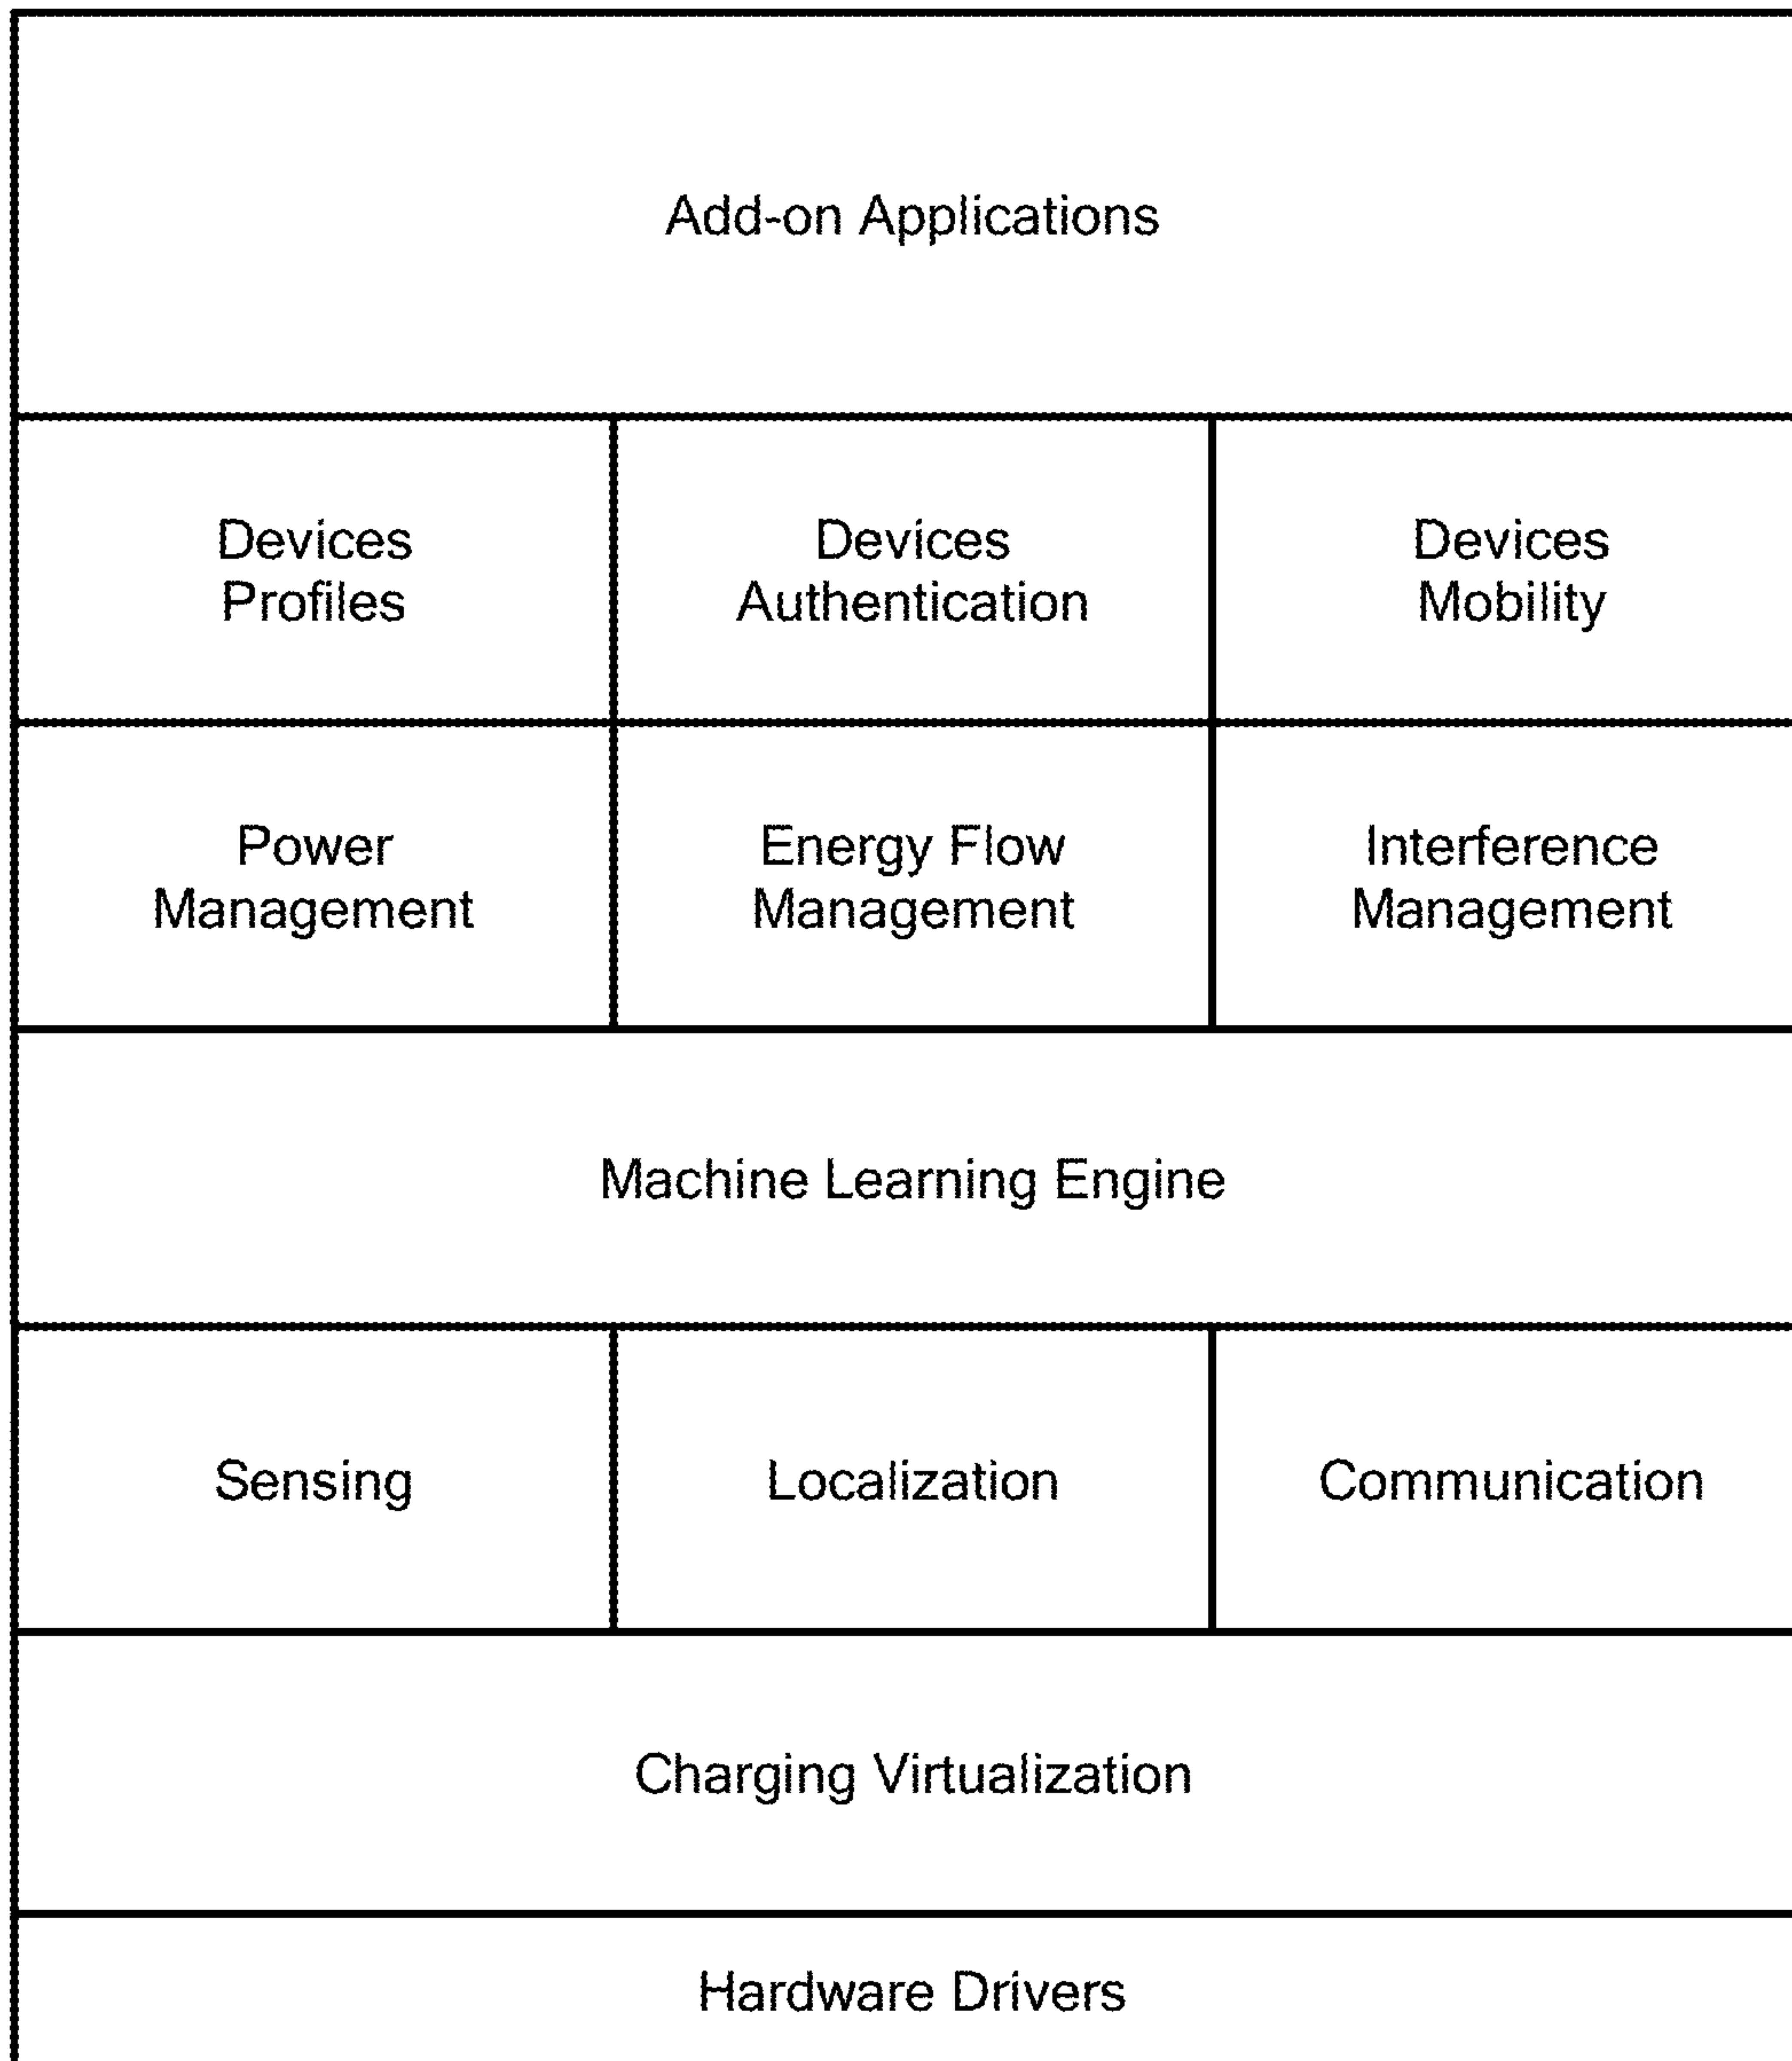 Add-on Applications
Devices
Profiles
Devices
Authentication
Devices
Mobility
Power
Management
Energy Flow
Management
Interference
Management
Machine Learning Engine
Sensing
Localization
Communication
Charging Virtualization
Hardware Drivers